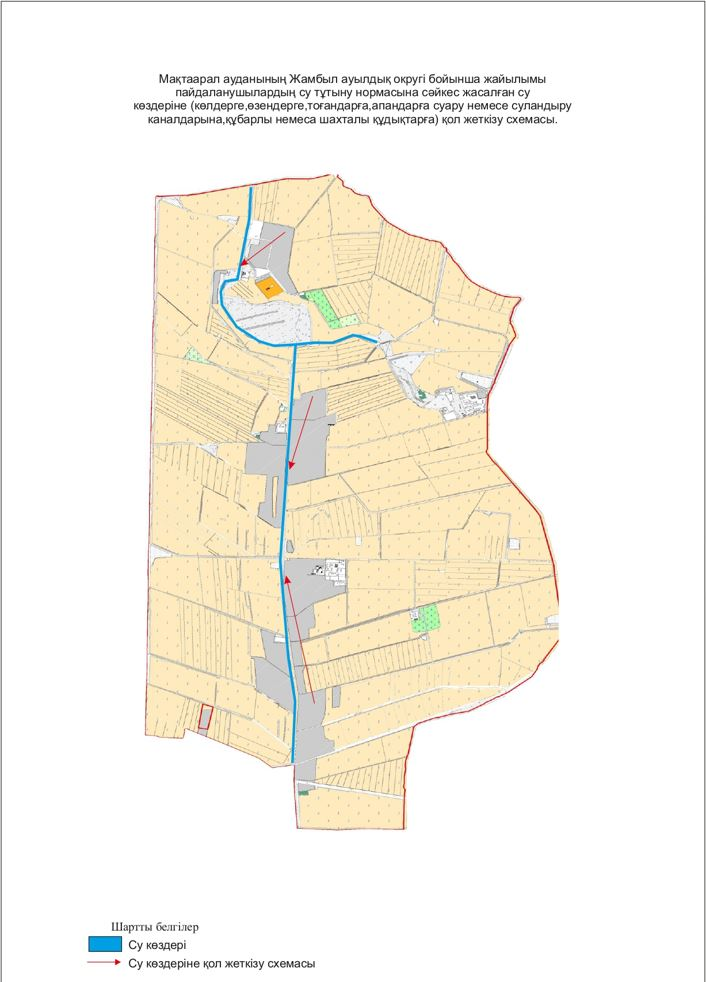 Мақтаарал ауданының Жамбыл ауылдық округі бойынша жайылымы
пайдаланушылардың су тұтыну нормасына сәйкес жасалған су
көздеріне (көлдерге,өзендерге,тоғандарға,апандарға суару немесе суландыру
каналдарына,құбарлы немеса шахталы құдықтарға) қол жеткізу схемасы.
Шартты белгілер
Су көздері
Су көздеріне қол жеткізу схемасы